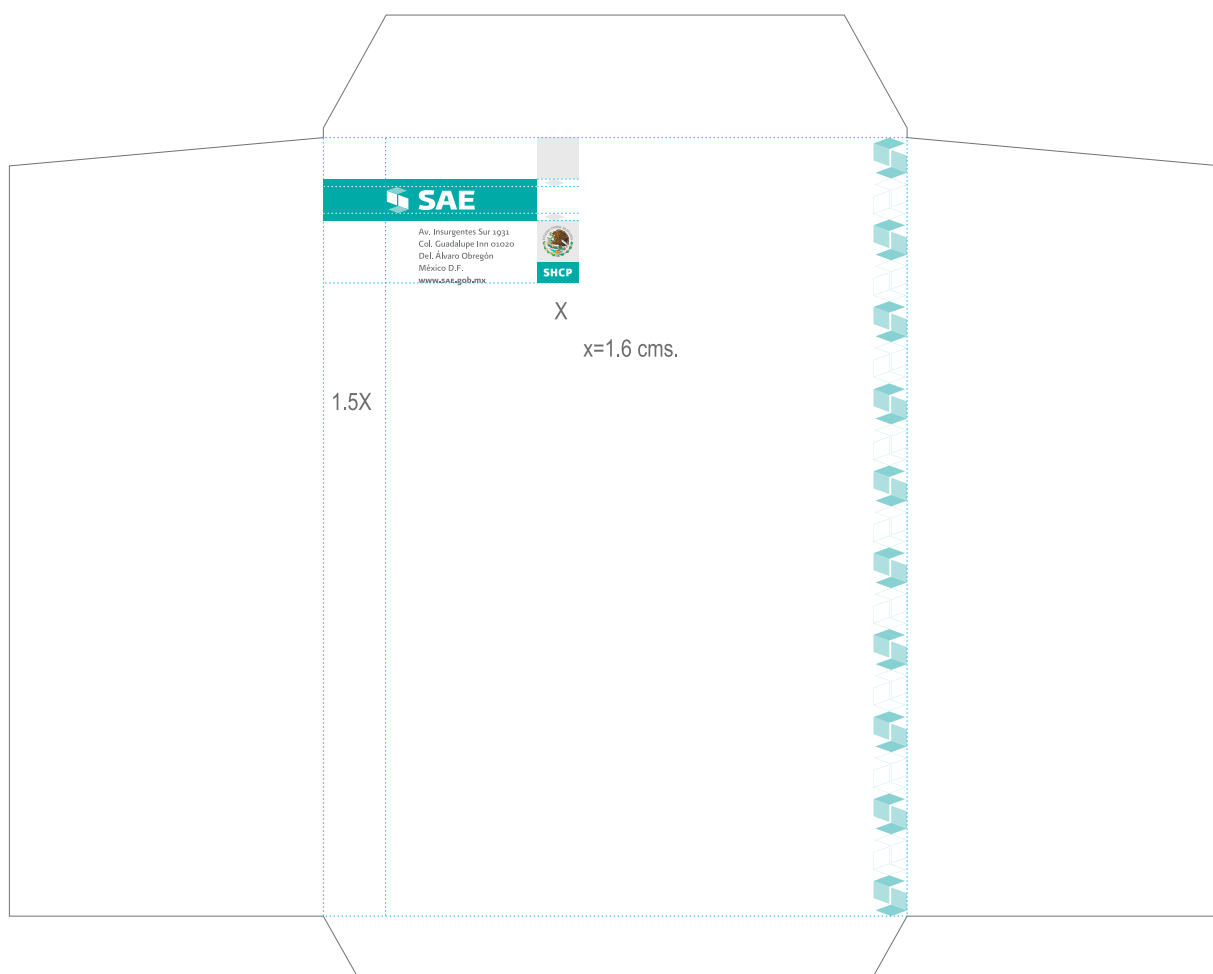 SAE
Av. Insurgentes Sur 1931
Col. Guadalupe Inn 01020
Del. Álvaro Obregón
México D.F.
www.SAE.gob.mx
SHCP
X
x=1.6 cms.
1.5X